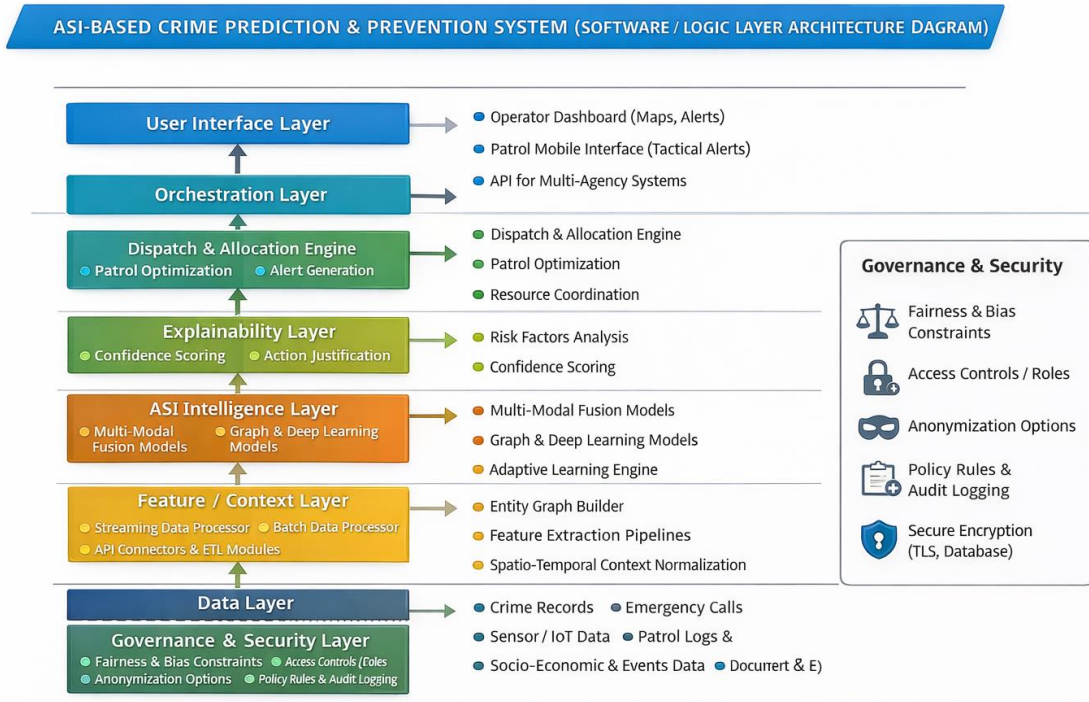 ASI-BASED CRIME PREDICTION & PREVENTION SYSTEM (SOFTWARE / LOGIC LAYER ARCHITECTURE DAGRAM)
User Interface Layer
Operator Dashboard (Maps, Alerts)
Patrol Mobile Interface (Tactical Alerts)
API for Multi-Agency Systems
Orchestration Layer
Dispatch & Allocation Engine
Patrol Optimization
Alert Generation
Dispatch & Allocation Engine
Patrol Optimization
Resource Coordination
Explainability Layer
Confidence Scoring
Action Justification
Risk Factors Analysis
Confidence Scoring
ASI Intelligence Layer
Multi-Modal
Fusion Models
Graph & Deep Learning
Models
Multi-Modal Fusion Models
Graph & Deep Learning Models
Adaptive Learning Engine
Feature / Context Layer
Streaming Data Processor
Batch Data Processor
API Connectors & ETL Modules
Entity Graph Builder
Feature Extraction Pipelines
Spatio-Temporal Context Normalization
Data Layer
Crime Records
Emergency Calls
Sensor / IoT Data
Patrol Logs &
Socio-Economic & Events Data
Documert & E)
Governance & Security Layer
Fairness & Bias Constraints
Access Controls (Eoles
Anonymization Options
Policy Rules & Audit Logging
Governance & Security
Fairness & Bias
Constraints
Access Controls / Roles
Anonymization Options
Policy Rules &
Audit Logging
Secure Encryption
(TLS, Database)